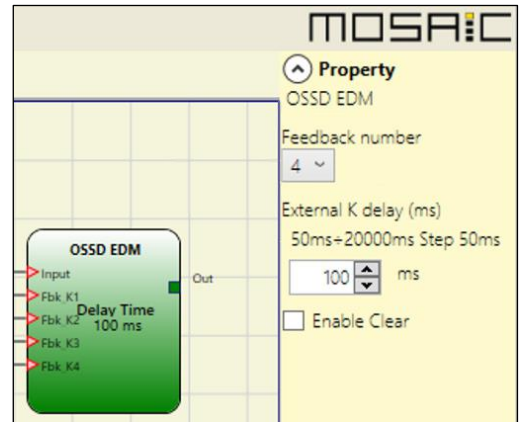 MOSAIC
Property
OSSD EDM
Feedback number
4
External K delay (ms)
50ms÷20000ms Step 50ms
100 ms
Enable Clear
OSSD EDM
Input
Out
Fbk_K1
Delay Time
Fbk_K2
100 ms
Fbk_K3
Fbk_K4